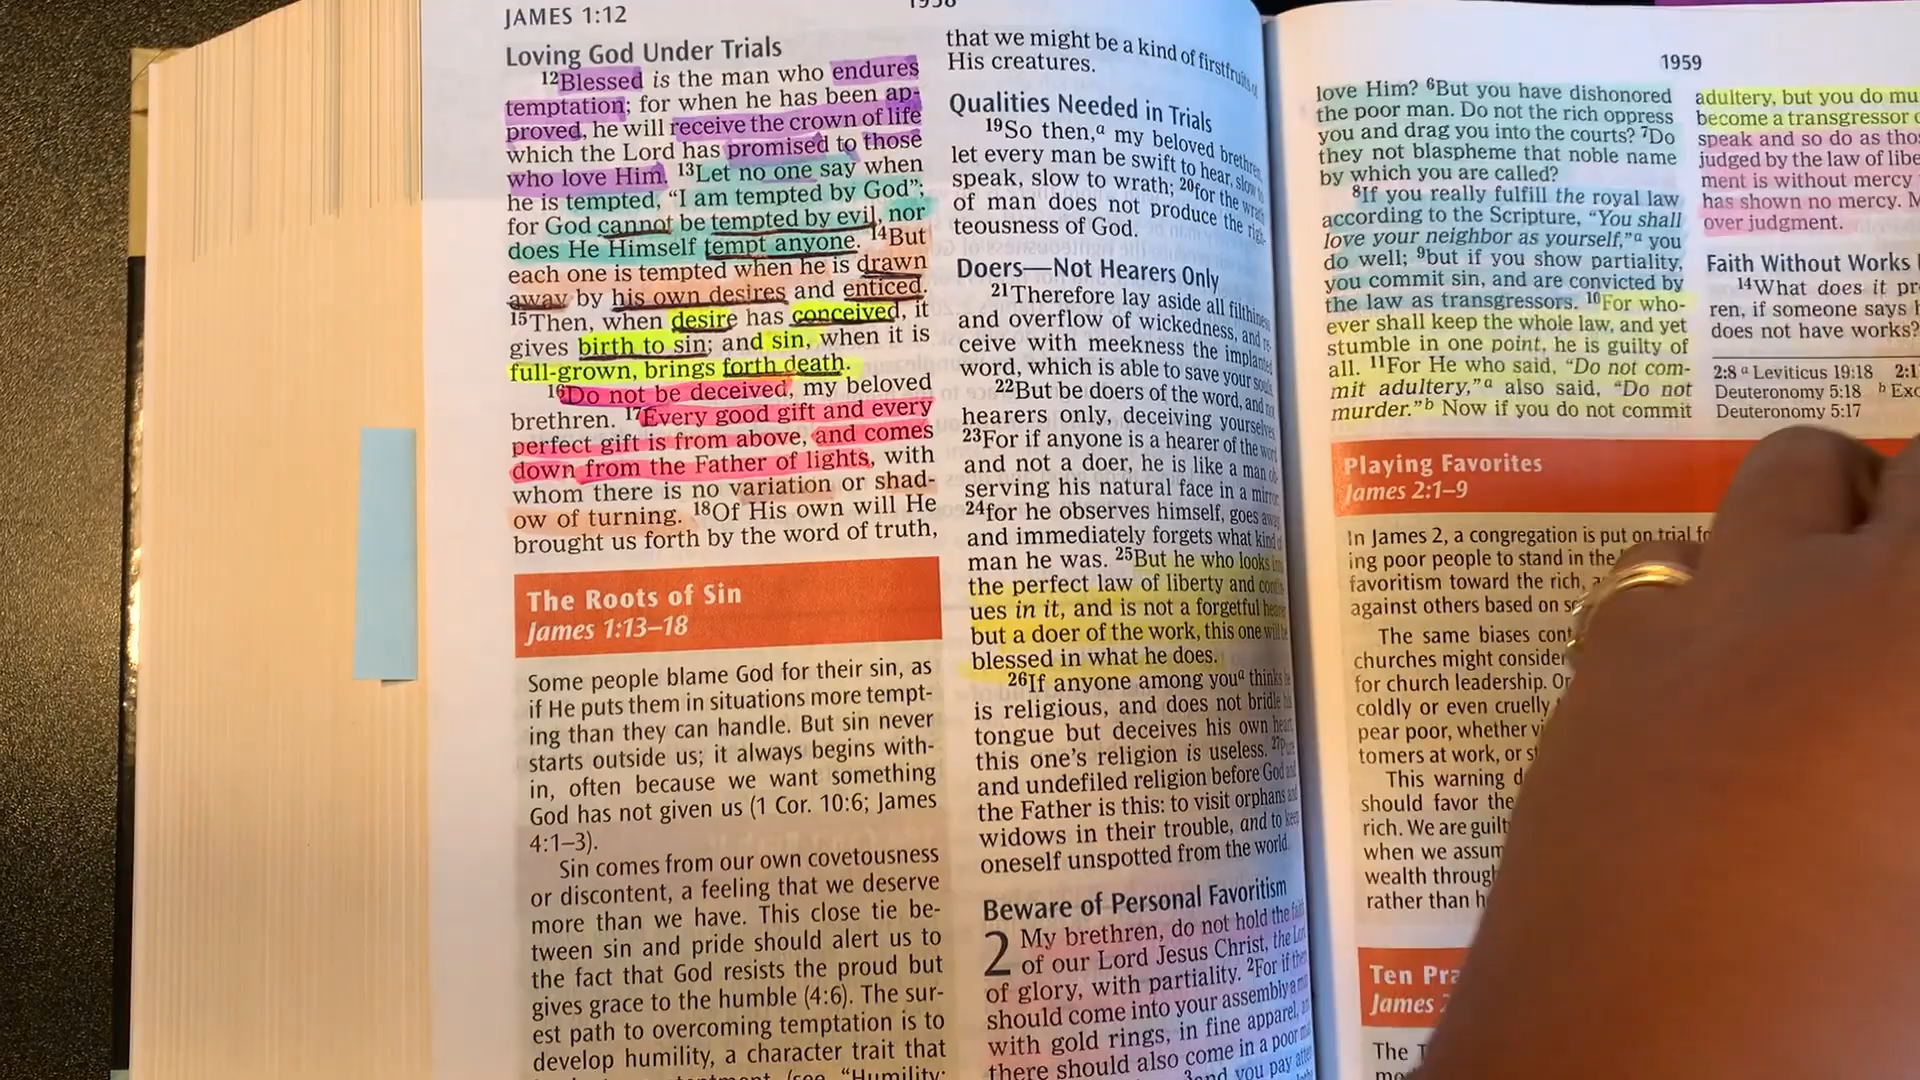 JAMES 1:12
Loving God Under Trials
12Blessed is the man who endures
temptation; for when he has been ap-
proved, he will receive the crown of life
which the Lord has promised to those
who love Him. 13Let no one say when
he is tempted, “I am tempted by God”;
for God cannot be tempted by evil, nor
does He Himself tempt anyone. 14But
each one is tempted when he is drawn
away by his own desires and enticed.
15Then, when desire has conceived, it
gives birth to sin; and sin, when it is
full-grown, brings forth death.
16Do not be deceived, my beloved
brethren. 17Every good gift and every
perfect gift is from above, and comes
down from the Father of lights, with
whom there is no variation or shad-
ow of turning. 18Of His own will He
brought us forth by the word of truth,
The Roots of Sin
James 1:13–18
Some people blame God for their sin, as
if He puts them in situations more tempt-
ing than they can handle. But sin never
starts outside us; it always begins with-
in, often because we want something
God has not given us (1 Cor. 10:6; James
4:1–3).
Sin comes from our own covetousness
or discontent, a feeling that we deserve
more than we have. This close tie be-
tween sin and pride should alert us to
the fact that God resists the proud but
gives grace to the humble (4:6). The sur-
est path to overcoming temptation is to
develop humility, a character trait that
(see “Humility:
that we might be a kind of firstfruits of
His creatures.
Qualities Needed in Trials
19So then,a my beloved brethren,
let every man be swift to hear, slow to
speak, slow to wrath; 20for the wrath
of man does not produce the righ-
teousness of God.
Doers—Not Hearers Only
21Therefore lay aside all filthiness
and overflow of wickedness, and re-
ceive with meekness the implanted
word, which is able to save your souls.
22But be doers of the word, and not
hearers only, deceiving yourselves.
23For if anyone is a hearer of the word
and not a doer, he is like a man ob-
serving his natural face in a mirror;
24for he observes himself, goes away,
and immediately forgets what kind of
man he was. 25But he who looks into
the perfect law of liberty and contin-
ues in it, and is not a forgetful hearer
but a doer of the work, this one will be
blessed in what he does.
26If anyone among youa thinks he
is religious, and does not bridle his
tongue but deceives his own heart,
this one’s religion is useless. 27Pure
and undefiled religion before God and
the Father is this: to visit orphans and
widows in their trouble, and to keep
oneself unspotted from the world.
Beware of Personal Favoritism
2 My brethren, do not hold the faith
of our Lord Jesus Christ, the Lord
of glory, with partiality. 2For if there
should come into your assembly a man
with gold rings, in fine apparel, and
there should also come in a poor man
3and you pay
1959
love Him? 6But you have dishonored
the poor man. Do not the rich oppress
you and drag you into the courts? 7Do
they not blaspheme that noble name
by which you are called?
8If you really fulfill the royal law
according to the Scripture, “You shall
love your neighbor as yourself,”a you
do well; 9but if you show partiality,
you commit sin, and are convicted by
the law as transgressors. 10For who-
ever shall keep the whole law, and yet
stumble in one point, he is guilty of
all. 11For He who said, “Do not com-
mit adultery,”a also said, “Do not
murder.”b Now if you do not commit
adultery, but you do mu
become a transgressor o
speak and so do as tho
judged by the law of libe
ment is without mercy
has shown no mercy. M
over judgment.
Faith Without Works
14What does it pr
ren, if someone says h
does not have works?
2:8 a Leviticus 19:18 2:1
Deuteronomy 5:18 b Exo
Deuteronomy 5:17
Playing Favorites
James 2:1–9
In James 2, a congregation is put on trial fo
ing poor people to stand in the
favoritism toward the rich,
against others based on
The same biases cont
churches might consider
for church leadership. Or
coldly or even cruelly
pear poor, whether
tomers at work, or
This warning
should favor the
rich. We are guilt
when we assum
wealth through
rather than
Ten Pra
James
The